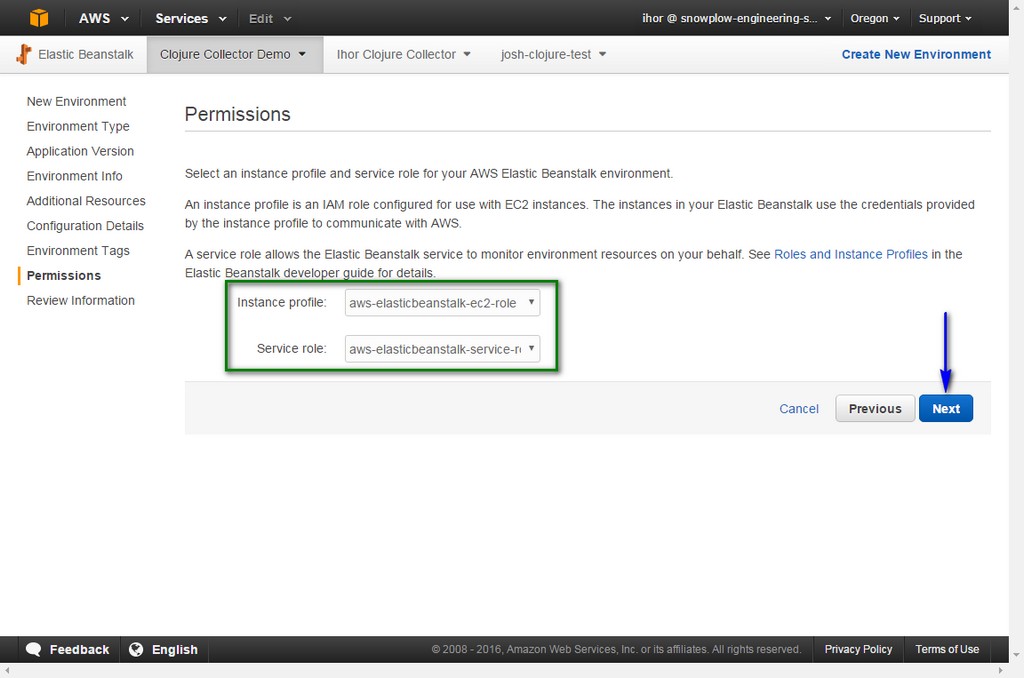 AWS Services Edit ihor @ snowplow-engineering-s... Oregon Support
Elastic Beanstalk Clojure Collector Demo Ihor Clojure Collector josh-clojure-test Create New Environment
New Environment
Environment Type
Application Version
Environment Info
Additional Resources
Configuration Details
Environment Tags
Permissions
Review Information
Permissions
Select an instance profile and service role for your AWS Elastic Beanstalk environment.
An instance profile is an IAM role configured for use with EC2 instances. The instances in your Elastic Beanstalk use the credentials provided
by the instance profile to communicate with AWS.
A service role allows the Elastic Beanstalk service to monitor environment resources on your behalf. See Roles and Instance Profiles in the
Elastic Beanstalk developer guide for details.
Instance profile: aws-elasticbeanstalk-ec2-role
Service role: aws-elasticbeanstalk-service-r
Cancel Previous Next
Feedback English © 2008 - 2016, Amazon Web Services, Inc. or its affiliates. All rights reserved. Privacy Policy Terms of Use